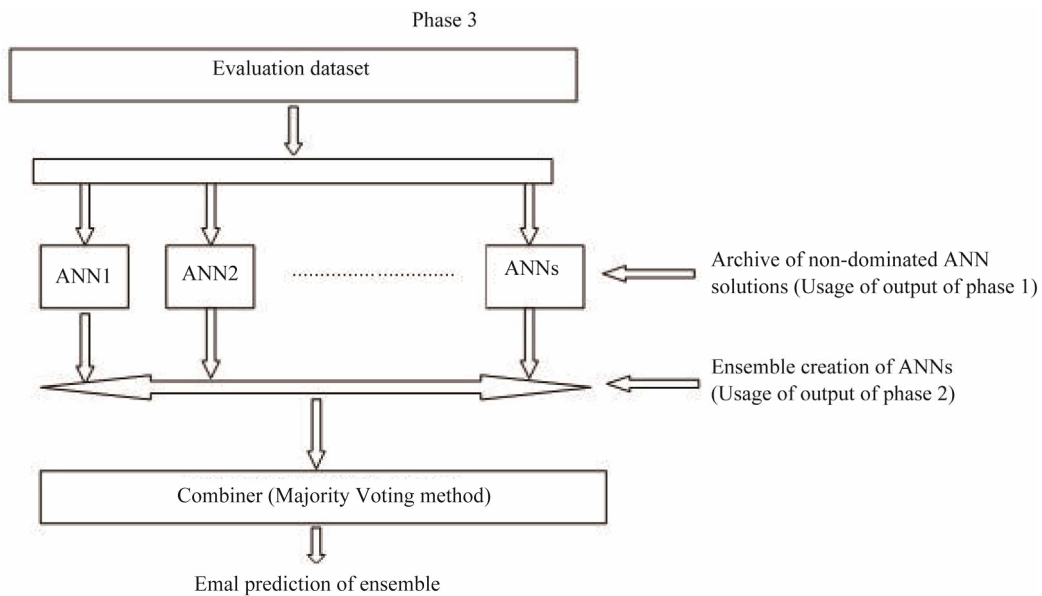 Phase 3
Evaluation dataset
ANN1
ANN2
ANNs
Archive of non-dominated ANN
solutions (Usage of output of phase 1)
Ensemble creation of ANNs
(Usage of output of phase 2)
Combiner (Majority Voting method)
Emal prediction of ensemble